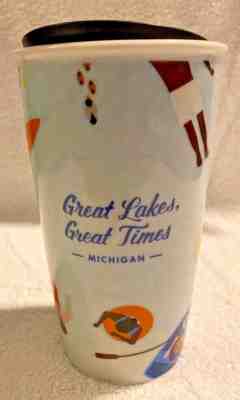 Great Lakes,
Great Times
— MICHIGAN —